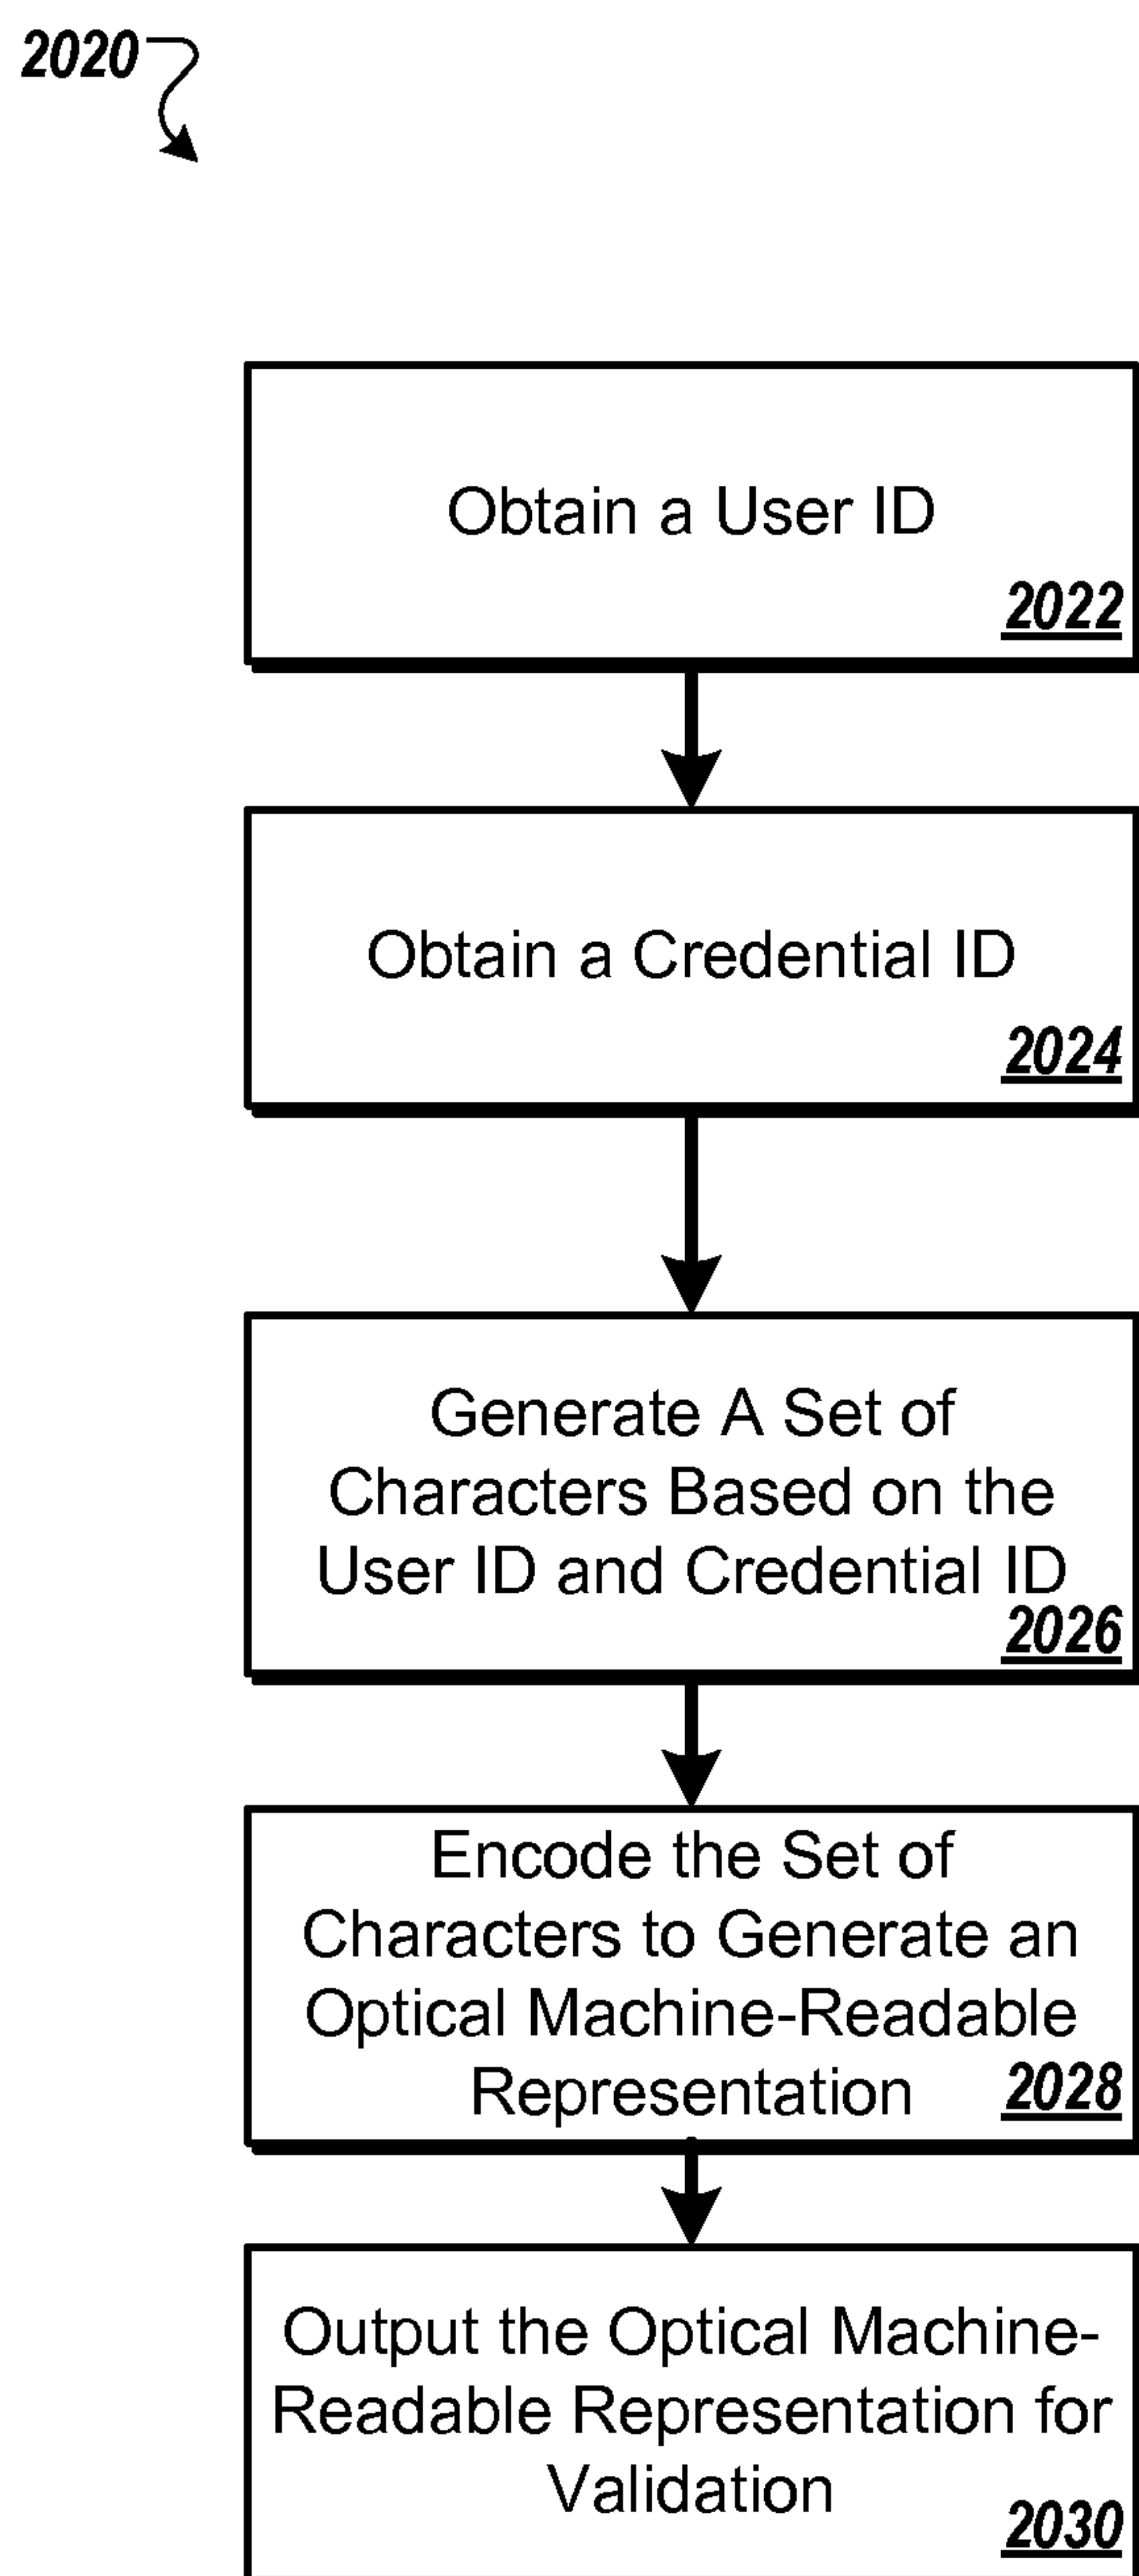 2020
Obtain a User ID
2022
Obtain a Credential ID
2024
Generate A Set of
Characters Based on the
User ID and Credential ID
2026
Encode the Set of
Characters to Generate an
Optical Machine-Readable
Representation
2028
Output the Optical Machine-
Readable Representation for
Validation
2030